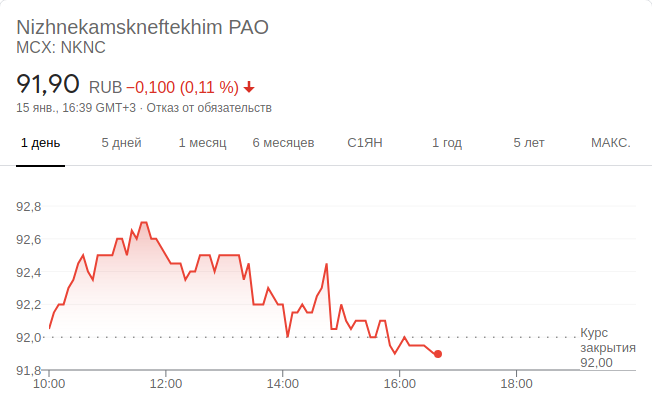 Nizhnekamskneftekhim PAO
MCX: NKNC
91,90 RUB −0,100 (0,11 %)
15 янв., 16:39 GMT+3 · Отказ от обязательств
1 день 5 дней 1 месяц 6 месяцев С1ЯН 1 год 5 лет МАКС.
92,8
92,6
92,4
92,2
92,0
91,8
Курс
закрытия
92,00
10:00 12:00 14:00 16:00 18:00